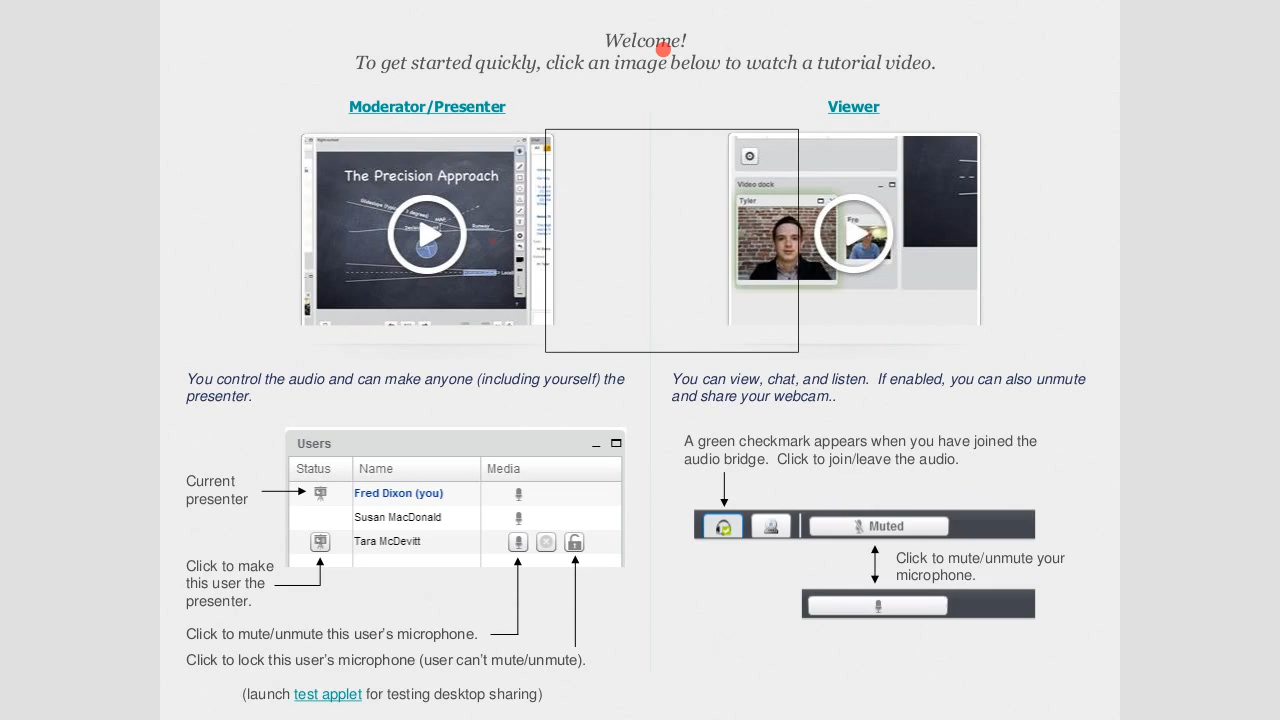 Welcome!
To get started quickly, click an image below to watch a tutorial video.
Moderator/Presenter
Viewer
The Precision Approach
Runway
Video dock
Tyler
Fre
You control the audio and can make anyone (including yourself) the
presenter.
You can view, chat, and listen.  If enabled, you can also unmute
and share your webcam..
Users
Status Name Media
Current
presenter
Fred Dixon (you)
Susan MacDonald
Tara McDevitt
Click to make
this user the
presenter.
Click to mute/unmute this user’s microphone.
Click to lock this user’s microphone (user can’t mute/unmute).
(launch test applet for testing desktop sharing)
A green checkmark appears when you have joined the
audio bridge.  Click to join/leave the audio.
Muted
Click to mute/unmute your
microphone.